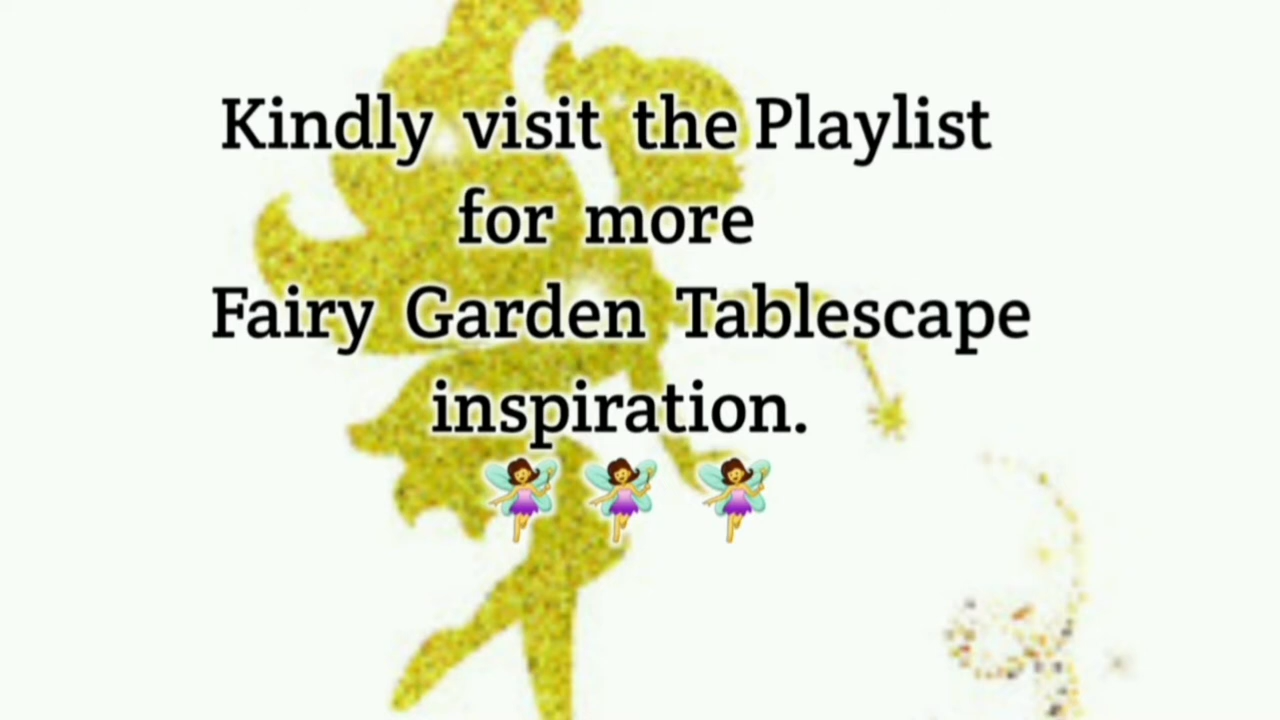 Kindly visit the Playlist
for more
Fairy Garden Tablescape
inspiration.